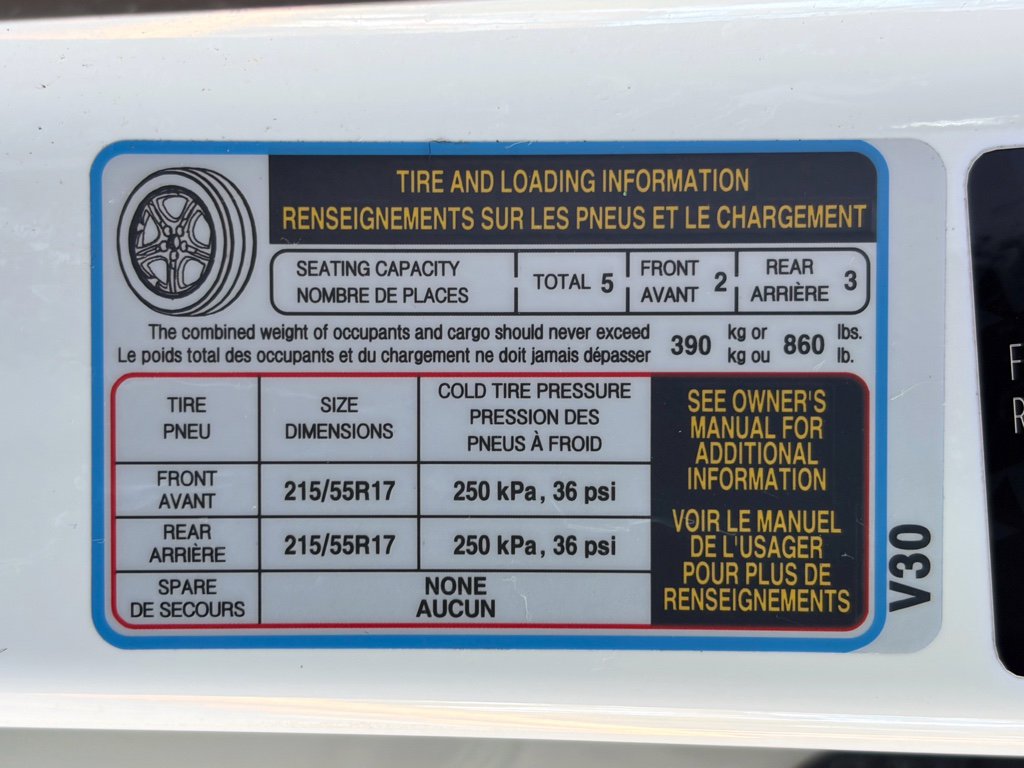 TIRE AND LOADING INFORMATION
RENSEIGNEMENTS SUR LES PNEUS ET LE CHARGEMENT
SEATING CAPACITY
NOMBRE DE PLACES
TOTAL 5
FRONT
AVANT 2
REAR
ARRIÈRE 3
The combined weight of occupants and cargo should never exceed
Le poids total des occupants et du chargement ne doit jamais dépasser
390 kg or
kg ou
860 lbs.
lb.
TIRE
PNEU
SIZE
DIMENSIONS
COLD TIRE PRESSURE
PRESSION DES
PNEUS À FROID
FRONT
AVANT
215/55R17
250 kPa, 36 psi
REAR
ARRIÈRE
215/55R17
250 kPa, 36 psi
SPARE
DE SECOURS
NONE
AUCUN
SEE OWNER'S
MANUAL FOR
ADDITIONAL
INFORMATION
VOIR LE MANUEL
DE L'USAGER
POUR PLUS DE
RENSEIGNEMENTS
V30